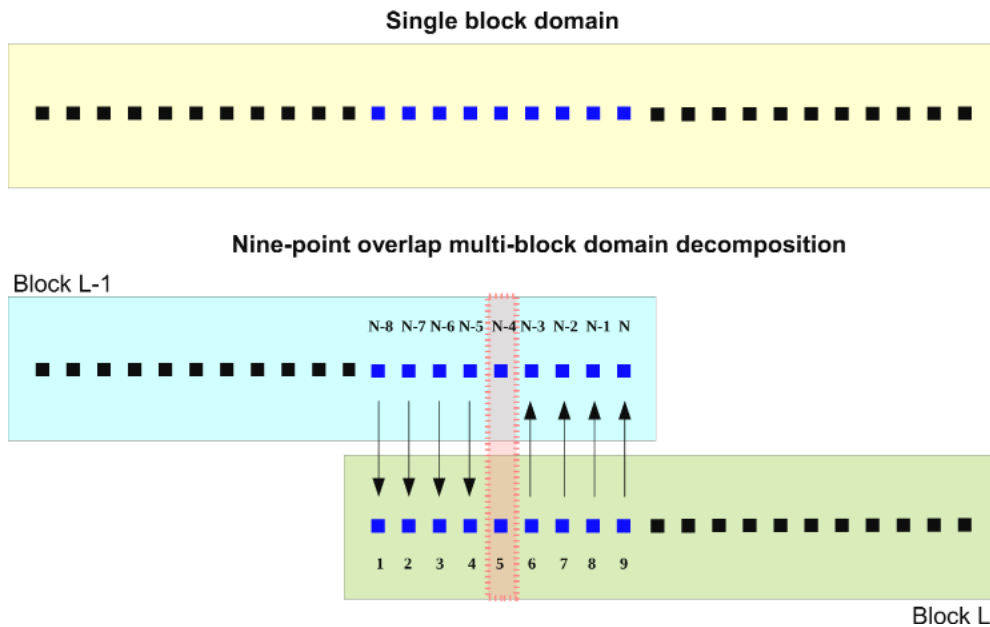 Single block domain
Nine-point overlap multi-block domain decomposition
Block L-1
N-8 N-7 N-6 N-5 N-4 N-3 N-2 N-1 N
1 2 3 4 5 6 7 8 9
Block L